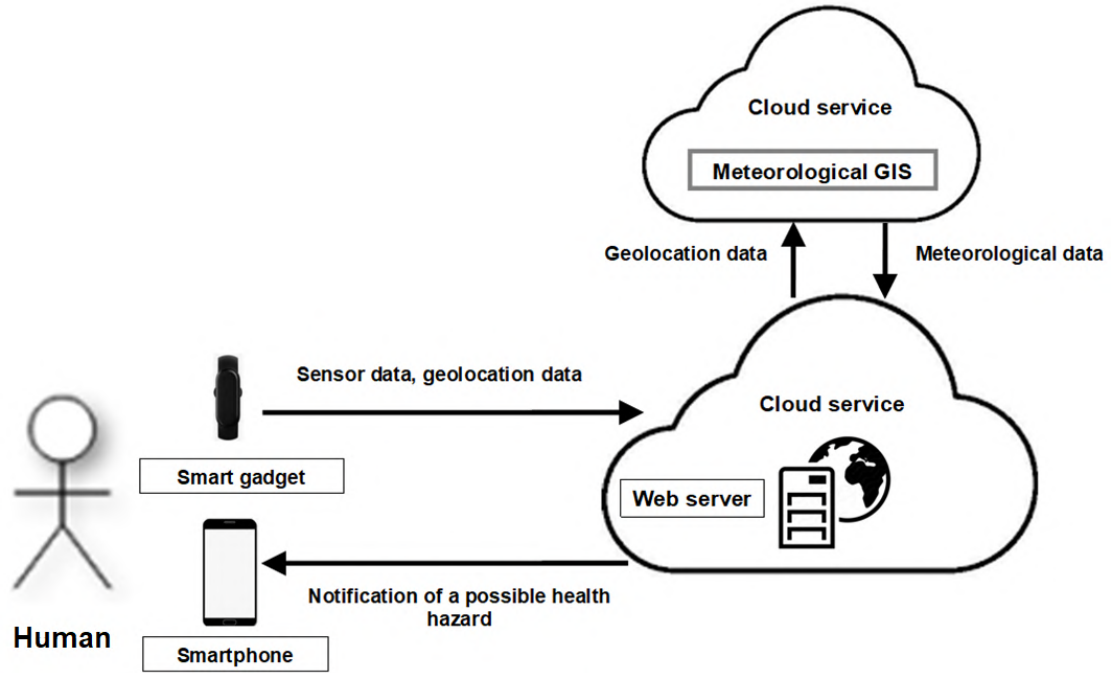 Cloud service
Meteorological GIS
Geolocation data
Meteorological data
Sensor data, geolocation data
Cloud service
Smart gadget
Web server
Notification of a possible health
hazard
Human
Smartphone